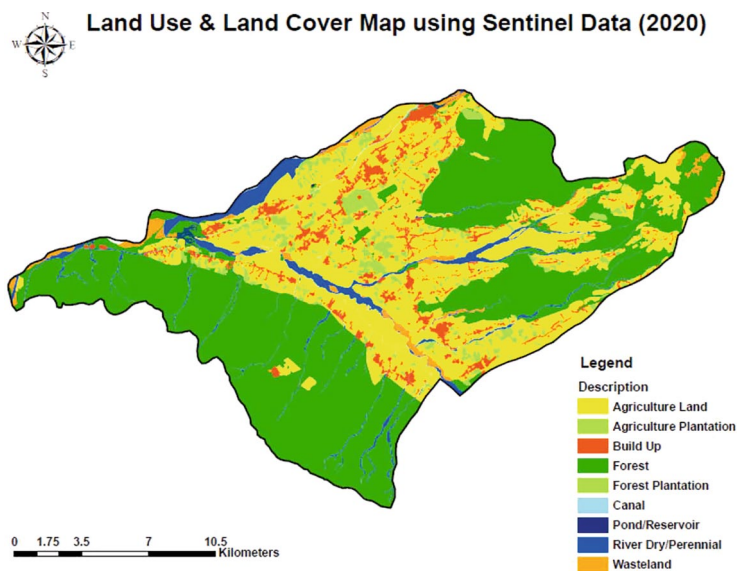 Land Use & Land Cover Map using Sentinel Data (2020)
N
W E
S
Legend
Description
Agriculture Land
Agriculture Plantation
Build Up
Forest
Forest Plantation
Canal
Pond/Reservoir
River Dry/Perennial
Wasteland
0 1.75 3.5 7 10.5
Kilometers